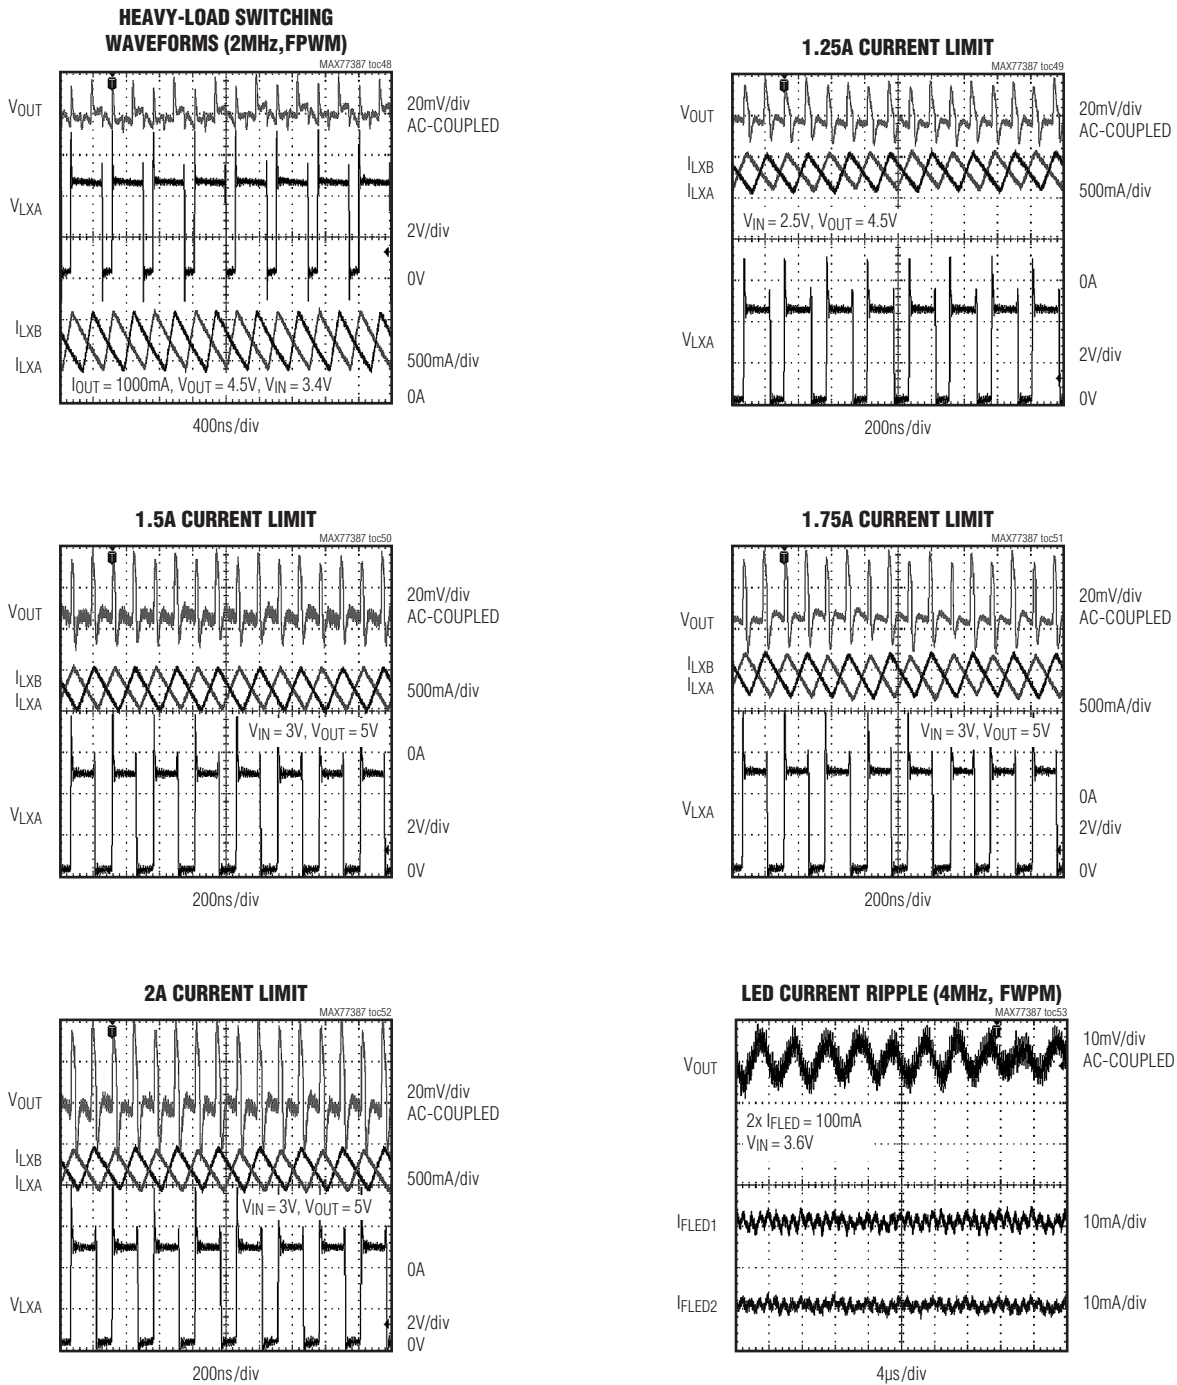 HEAVY-LOAD SWITCHING
WAVEFORMS (2MHz,FPWM)
MAX77387 toc48
VOUT
20mV/div
AC-COUPLED
VLXA
2V/div
0V
ILXB
ILXA
500mA/div
IOUT = 1000mA, VOUT = 4.5V, VIN = 3.4V
0A
400ns/div
1.25A CURRENT LIMIT
MAX77387 toc49
VOUT
20mV/div
AC-COUPLED
ILXB
ILXA
500mA/div
VIN = 2.5V, VOUT = 4.5V
0A
VLXA
2V/div
0V
200ns/div
1.5A CURRENT LIMIT
MAX77387 toc50
VOUT
20mV/div
AC-COUPLED
ILXB
ILXA
500mA/div
VIN = 3V, VOUT = 5V
0A
VLXA
2V/div
0V
200ns/div
1.75A CURRENT LIMIT
MAX77387 toc51
VOUT
20mV/div
AC-COUPLED
ILXB
ILXA
500mA/div
VIN = 3V, VOUT = 5V
0A
VLXA
2V/div
0V
200ns/div
2A CURRENT LIMIT
MAX77387 toc52
VOUT
20mV/div
AC-COUPLED
ILXB
ILXA
500mA/div
VIN = 3V, VOUT = 5V
0A
VLXA
2V/div
0V
200ns/div
LED CURRENT RIPPLE (4MHz, FWPM)
MAX77387 toc53
VOUT
10mV/div
AC-COUPLED
2x IFLED = 100mA
VIN = 3.6V
IFLED1
10mA/div
IFLED2
10mA/div
4µs/div